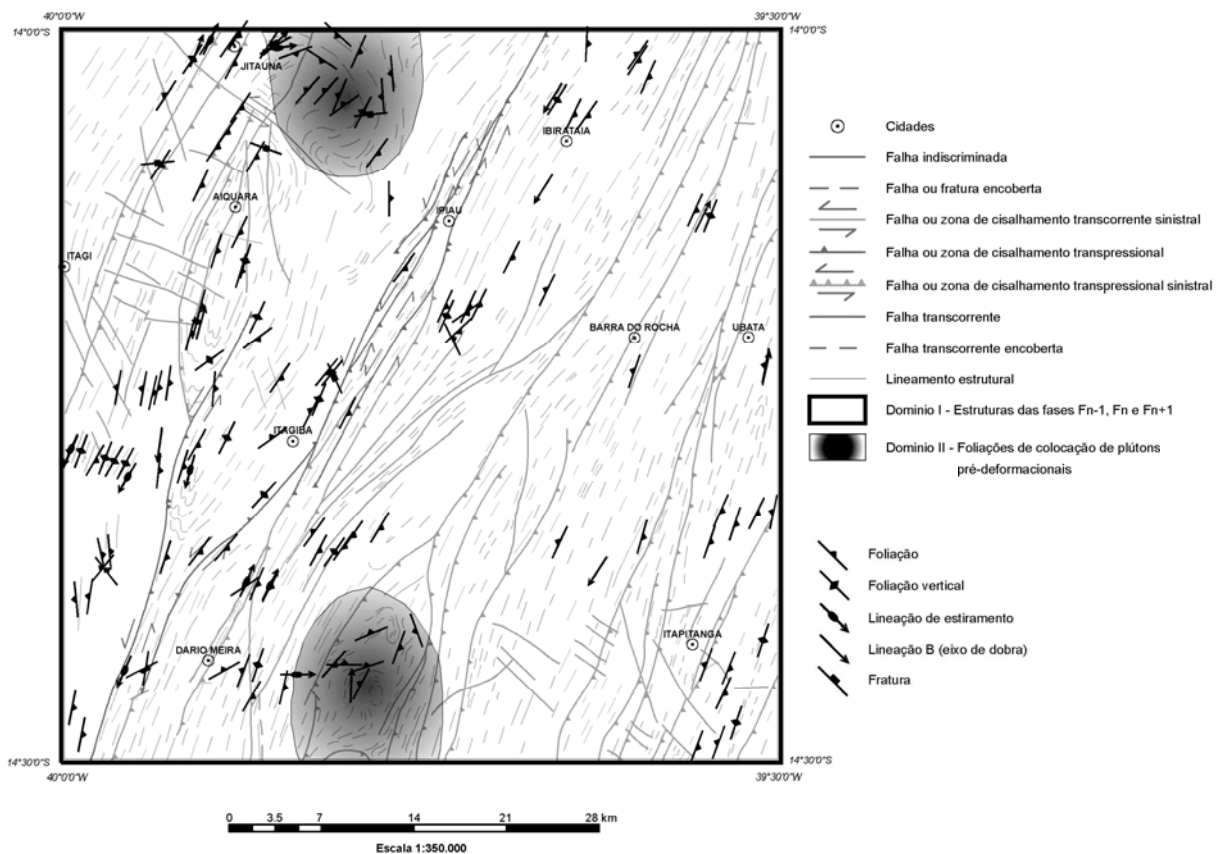 40°0'0"W
39°30'0"W
14°0'0"S
14°0'0"S
JITAUNA
IBIRATAIA
AIQUARA
IPIAU
ITAGI
BARRA DO ROCHA
UBATA
ITAGIBA
DARIO MEIRA
ITAPITANGA
14°30'0"S
14°30'0"S
40°0'0"W
39°30'0"W
0 3.5 7 14 21 28 km
Escala 1:350.000
Cidades
Falha indiscriminada
Falha ou fratura encoberta
Falha ou zona de cisalhamento transcorrente sinistral
Falha ou zona de cisalhamento transpressional
Falha ou zona de cisalhamento transpressional sinistral
Falha transcorrente
Falha transcorrente encoberta
Lineamento estrutural
Dominio I - Estruturas das fases Fn-1, Fn e Fn+1
Dominio II - Foliações de colocação de plútons
pré-deformacionais
Foliação
Foliação vertical
Lineação de estiramento
Lineação B (eixo de dobra)
Fratura